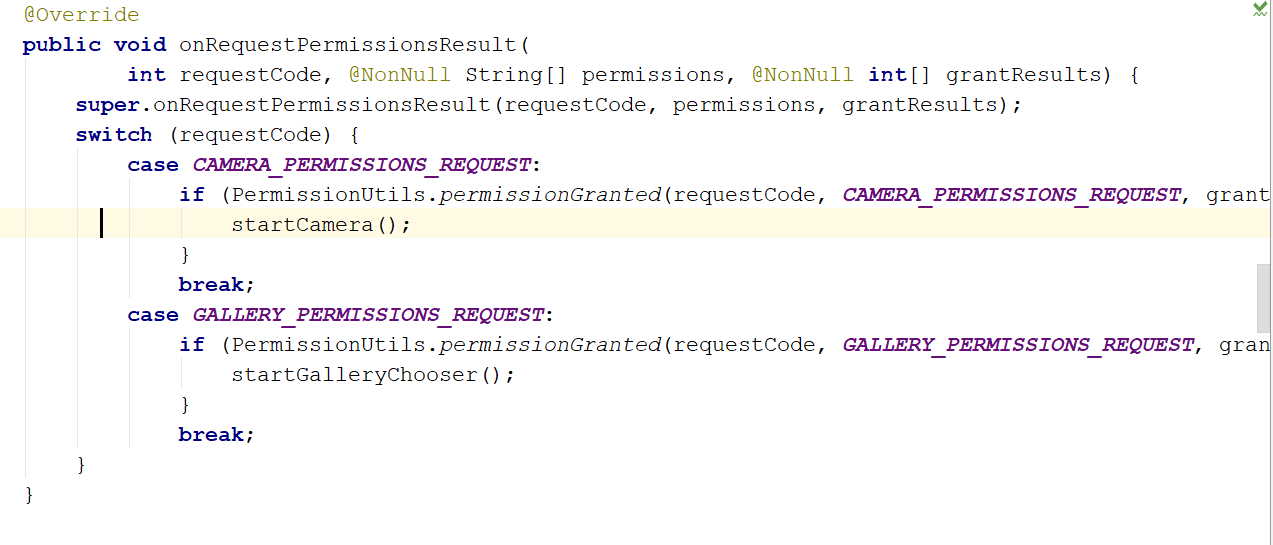 @Override
public void onRequestPermissionsResult(
int requestCode, @NonNull String[] permissions, @NonNull int[] grantResults) {
super.onRequestPermissionsResult(requestCode, permissions, grantResults);
switch (requestCode) {
case CAMERA_PERMISSIONS_REQUEST:
if (PermissionUtils.permissionGranted(requestCode, CAMERA_PERMISSIONS_REQUEST, grant
startCamera();
}
break;
case GALLERY_PERMISSIONS_REQUEST:
if (PermissionUtils.permissionGranted(requestCode, GALLERY_PERMISSIONS_REQUEST, gran
startGalleryChooser();
}
break;
}
}